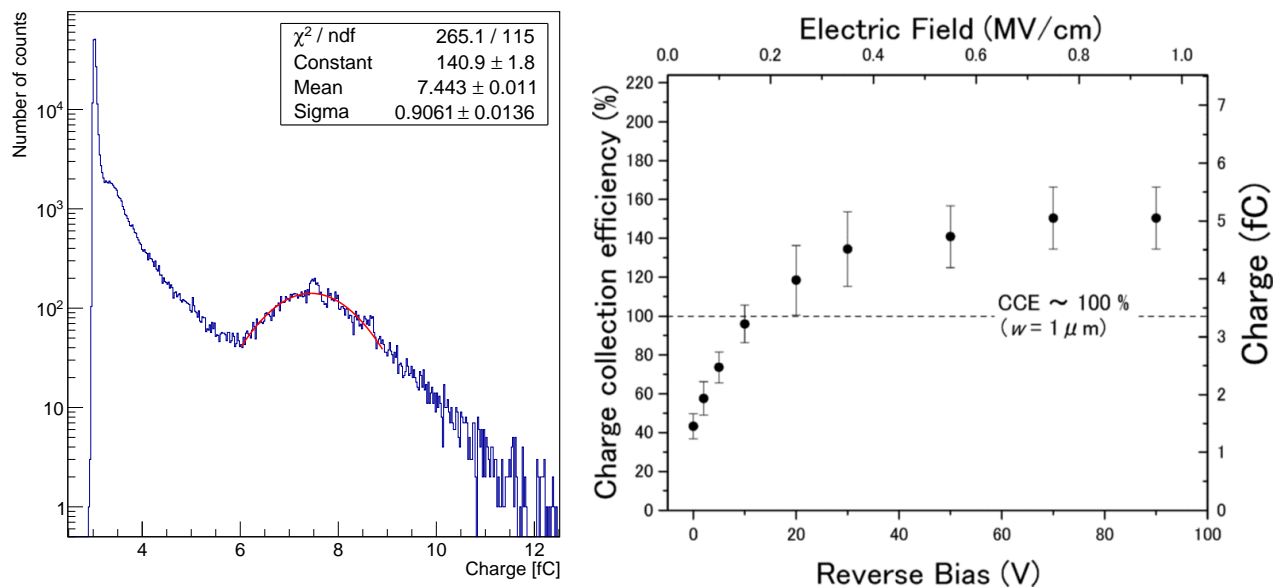 Number of counts
10⁴
10³
10²
10
1
χ² / ndf 265.1 / 115
Constant 140.9 ± 1.8
Mean 7.443 ± 0.011
Sigma 0.9061 ± 0.0136
4 6 8 10 12
Charge [fC]
Electric Field (MV/cm)
0.0 0.2 0.4 0.6 0.8 1.0
Charge collection efficiency (%)
220
200
180
160
140
120
100
80
60
40
20
0
7
6
5
4
3
2
1
0
Charge (fC)
CCE ~ 100 %
(w = 1 μm)
0 20 40 60 80 100
Reverse Bias (V)